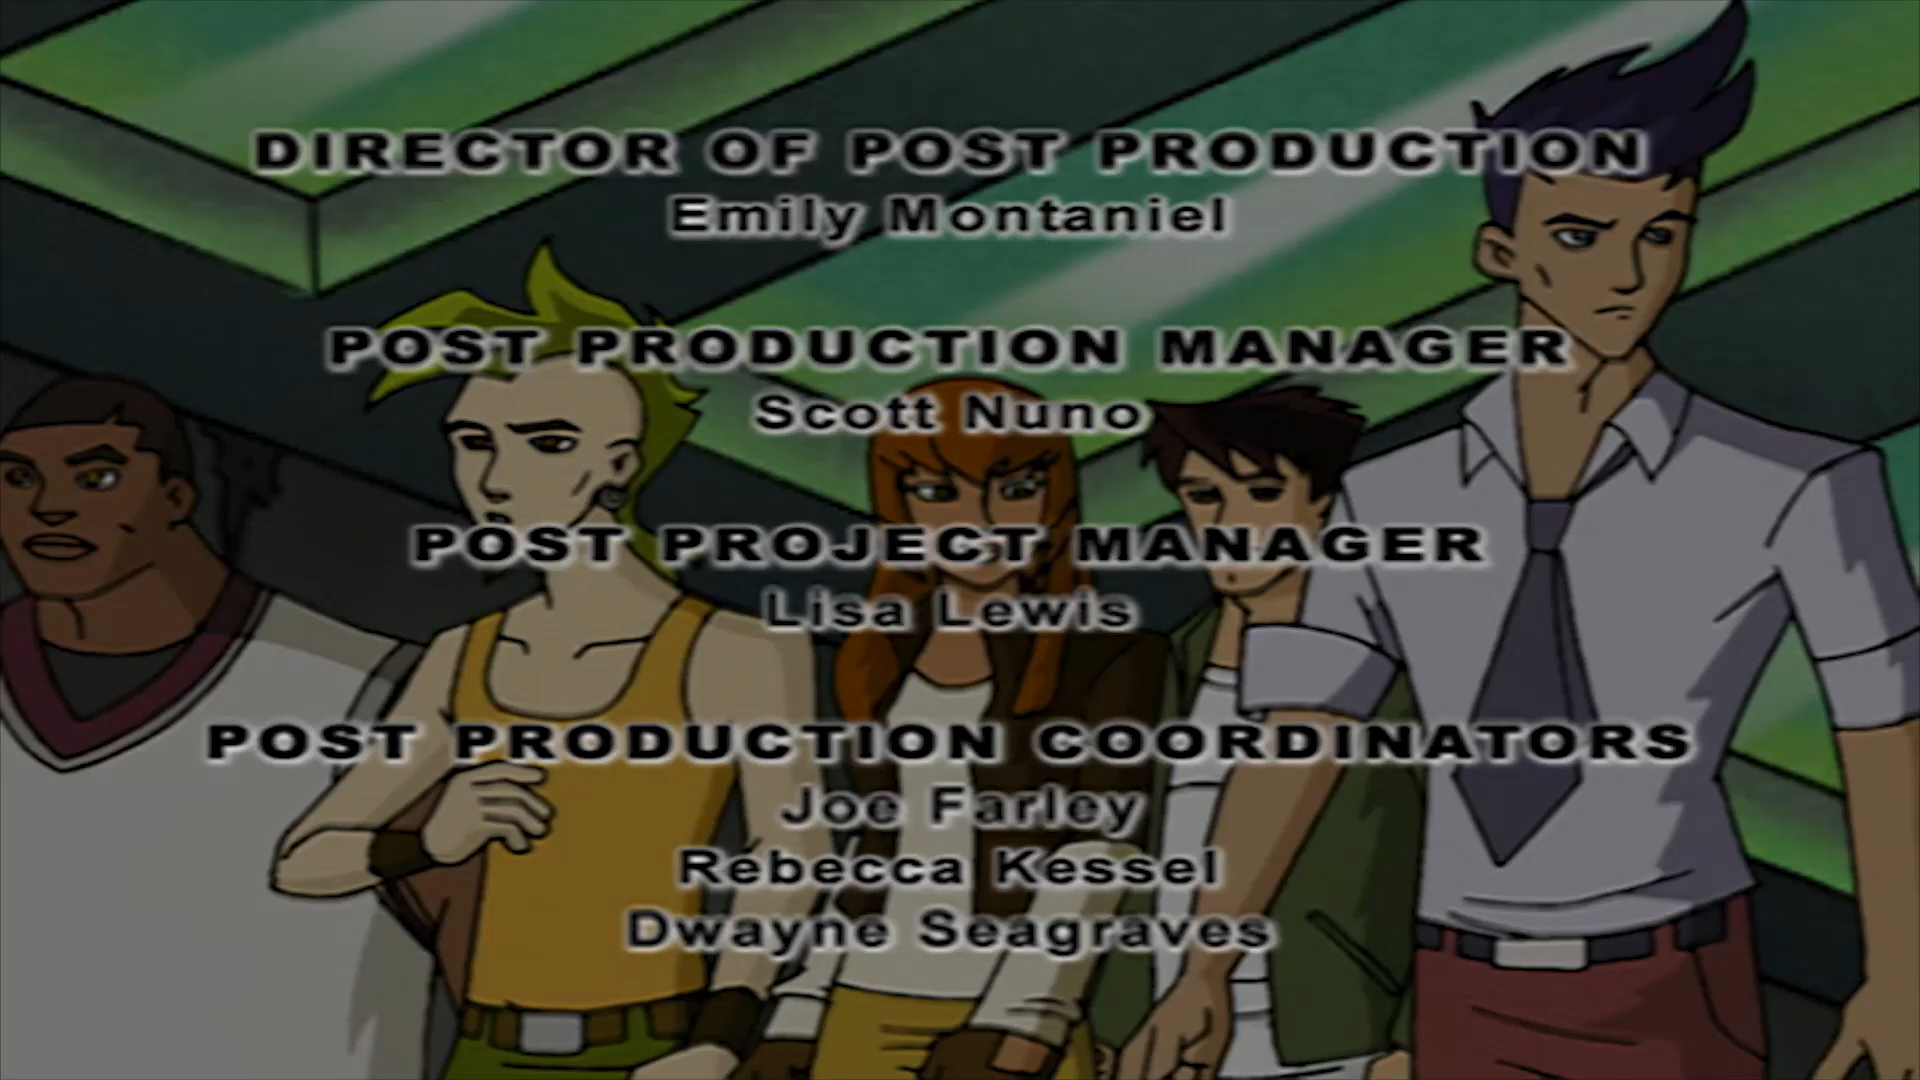 DIRECTOR OF POST PRODUCTION
Emily Montaniel
POST PRODUCTION MANAGER
Scott Nuno
POST PROJECT MANAGER
Lisa Lewis
POST PRODUCTION COORDINATORS
Joe Farley
Rebecca Kessel
Dwayne Seagraves